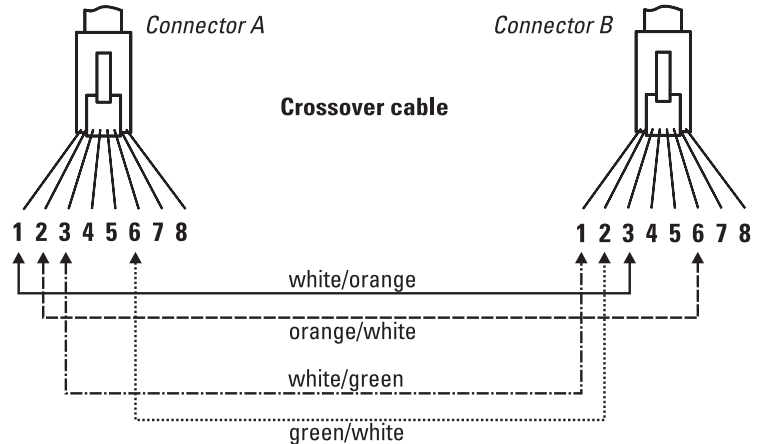 Connector A
Connector B
Crossover cable
1 2 3 4 5 6 7 8
1 2 3 4 5 6 7 8
white/orange
orange/white
white/green
green/white